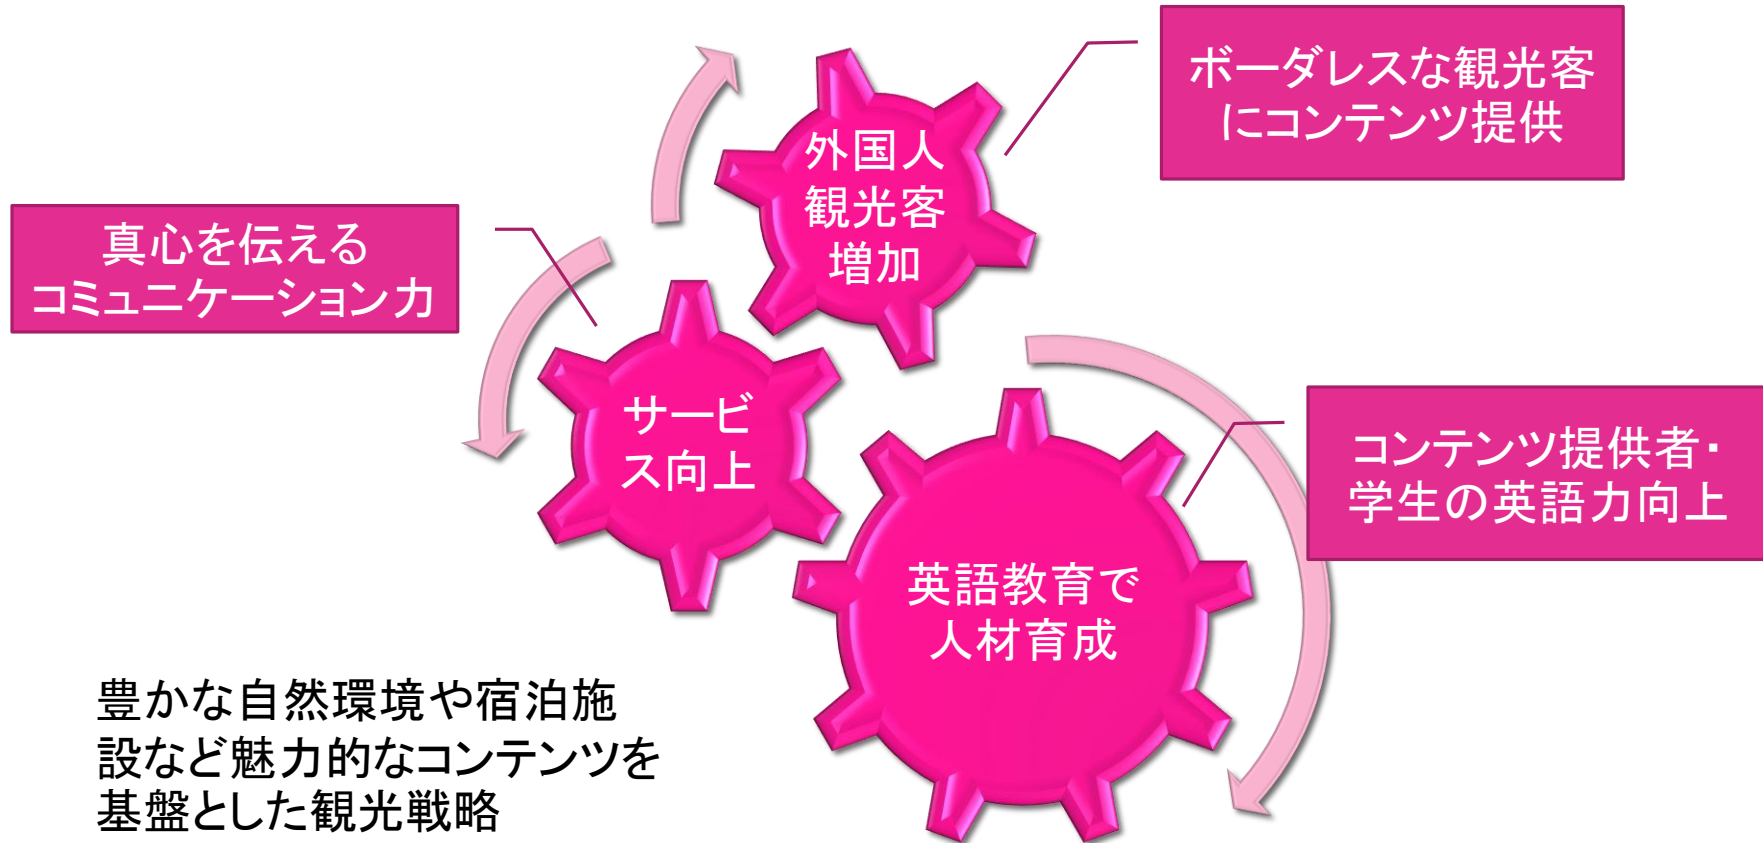 ボーダレスな観光客
にコンテンツ提供
外国人
観光客
増加
真心を伝える
コミュニケーション力
サービ
ス向上
コンテンツ提供者・
学生の英語力向上
英語教育で
人材育成
豊かな自然環境や宿泊施
設など魅力的なコンテンツを
基盤とした観光戦略